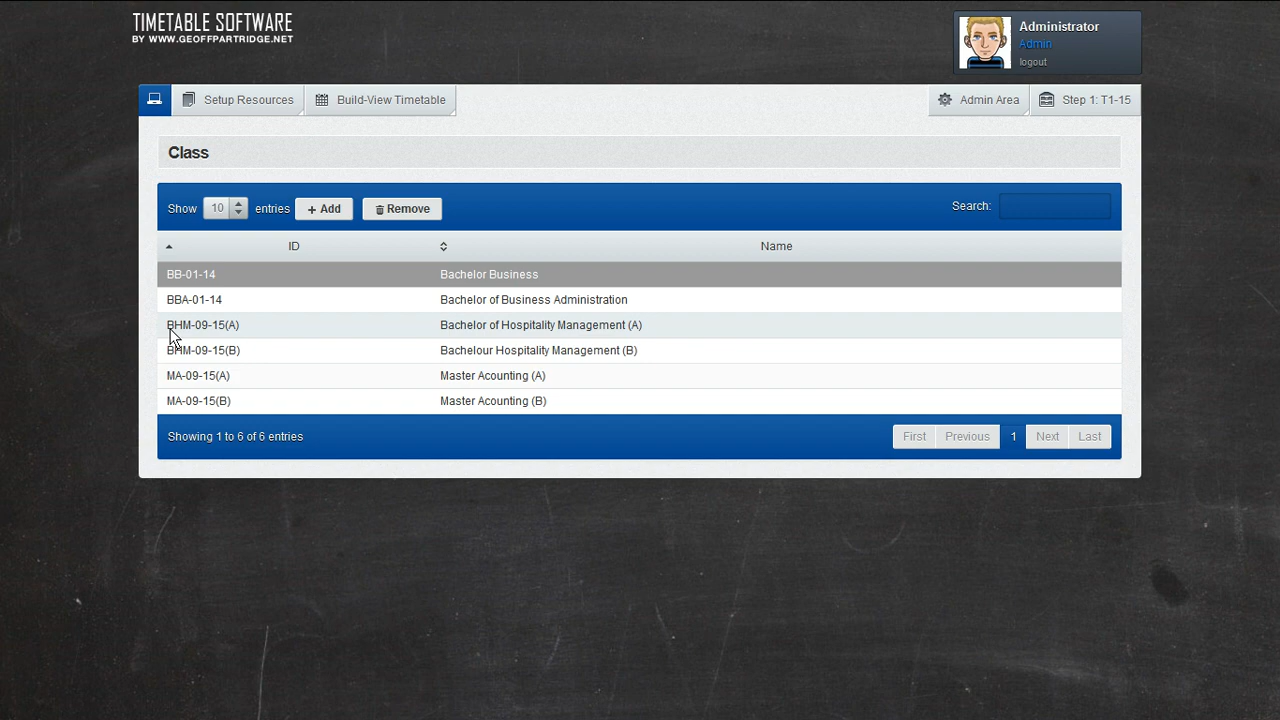 TIMETABLE SOFTWARE
BY WWW.GEOFFPARTRIDGE.NET
Administrator
Admin
logout
Setup Resources
Build-View Timetable
Admin Area
Step 1: T1-15
Class
Show 10 entries
+ Add
Remove
Search:
ID Name
BB-01-14 Bachelor Business
BBA-01-14 Bachelor of Business Administration
BHM-09-15(A) Bachelor of Hospitality Management (A)
BHM-09-15(B) Bachelour Hospitality Management (B)
MA-09-15(A) Master Acounting (A)
MA-09-15(B) Master Acounting (B)
Showing 1 to 6 of 6 entries
First Previous 1 Next Last